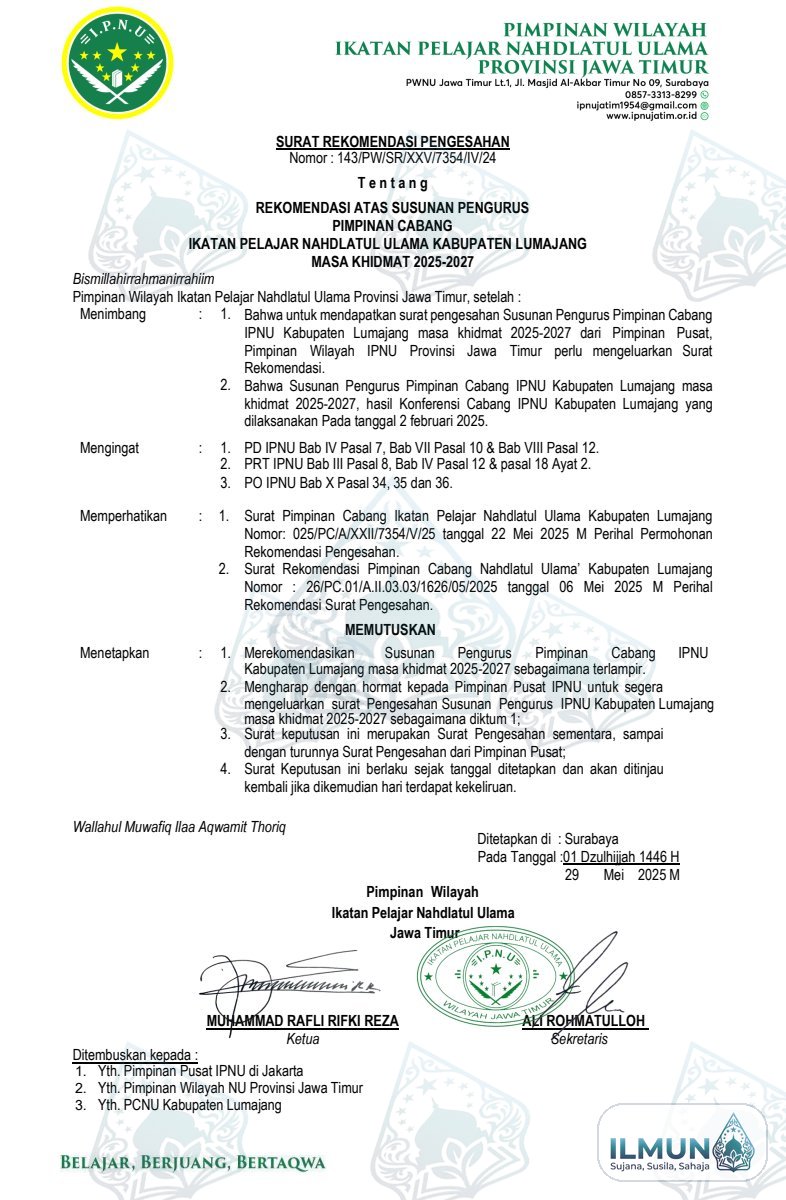 I.P.N.U
PIMPINAN WILAYAH
IKATAN PELAJAR NAHDLATUL ULAMA
PROVINSI JAWA TIMUR
PWNU Jawa Timur Lt.1, Jl. Masjid Al-Akbar Timur No 09, Surabaya
0857-3313-8299
ipnujatim1954@gmail.com
www.ipnujatim.or.id
SURAT REKOMENDASI PENGESAHAN
Nomor : 143/PW/SR/XXV/7354/IV/24
T e n t a n g
REKOMENDASI ATAS SUSUNAN PENGURUS
PIMPINAN CABANG
IKATAN PELAJAR NAHDLATUL ULAMA KABUPATEN LUMAJANG
MASA KHIDMAT 2025-2027
Bismillahirrahmanirrahiim
Pimpinan Wilayah Ikatan Pelajar Nahdlatul Ulama Provinsi Jawa Timur, setelah :
Menimbang : 1. Bahwa untuk mendapatkan surat pengesahan Susunan Pengurus Pimpinan Cabang
IPNU Kabupaten Lumajang masa khidmat 2025-2027 dari Pimpinan Pusat,
Pimpinan Wilayah IPNU Provinsi Jawa Timur perlu mengeluarkan Surat
Rekomendasi.
2. Bahwa Susunan Pengurus Pimpinan Cabang IPNU Kabupaten Lumajang masa
khidmat 2025-2027, hasil Konferensi Cabang IPNU Kabupaten Lumajang yang
dilaksanakan Pada tanggal 2 februari 2025.
Mengingat : 1. PD IPNU Bab IV Pasal 7, Bab VII Pasal 10 & Bab VIII Pasal 12.
2. PRT IPNU Bab III Pasal 8, Bab IV Pasal 12 & pasal 18 Ayat 2.
3. PO IPNU Bab X Pasal 34, 35 dan 36.
Memperhatikan : 1. Surat Pimpinan Cabang Ikatan Pelajar Nahdlatul Ulama Kabupaten Lumajang
Nomor: 025/PC/A/XXII/7354/V/25 tanggal 22 Mei 2025 M Perihal Permohonan
Rekomendasi Pengesahan.
2. Surat Rekomendasi Pimpinan Cabang Nahdlatul Ulama’ Kabupaten Lumajang
Nomor : 26/PC.01/A.II.03.03/1626/05/2025 tanggal 06 Mei 2025 M Perihal
Rekomendasi Surat Pengesahan.
MEMUTUSKAN
Menetapkan : 1. Merekomendasikan Susunan Pengurus Pimpinan Cabang IPNU
Kabupaten Lumajang masa khidmat 2025-2027 sebagaimana terlampir.
2. Mengharap dengan hormat kepada Pimpinan Pusat IPNU untuk segera
mengeluarkan surat Pengesahan Susunan Pengurus IPNU Kabupaten Lumajang
masa khidmat 2025-2027 sebagaimana diktum 1;
3. Surat keputusan ini merupakan Surat Pengesahan sementara, sampai
dengan turunnya Surat Pengesahan dari Pimpinan Pusat;
4. Surat Keputusan ini berlaku sejak tanggal ditetapkan dan akan ditinjau
kembali jika dikemudian hari terdapat kekeliruan.
Wallahul Muwafiq Ilaa Aqwamit Thoriq
Ditetapkan di : Surabaya
Pada Tanggal :01 Dzulhijjah 1446 H
29 Mei 2025 M
Pimpinan Wilayah
Ikatan Pelajar Nahdlatul Ulama
Jawa Timur
IKATAN PELAJAR NAHDLATUL ULAMA
I.P.N.U
WILAYAH JAWA TIMUR
MUHAMMAD RAFLI RIFKI REZA ALI ROHMATULLOH
Ketua Sekretaris
Ditembuskan kepada :
1. Yth. Pimpinan Pusat IPNU di Jakarta
2. Yth. Pimpinan Wilayah NU Provinsi Jawa Timur
3. Yth. PCNU Kabupaten Lumajang
BELAJAR, BERJUANG, BERTAQWA
ILMUN
Sujana, Susila, Sahaja